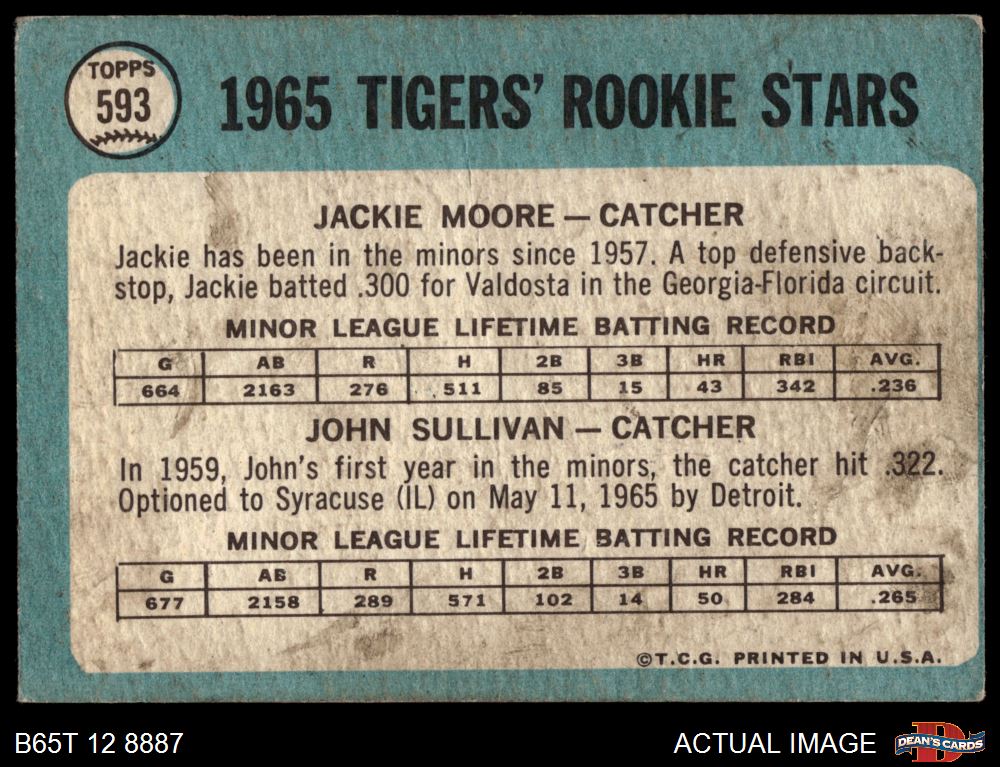 TOPPS
593
1965 TIGERS' ROOKIE STARS
JACKIE MOORE — CATCHER
Jackie has been in the minors since 1957. A top defensive back-
stop, Jackie batted .300 for Valdosta in the Georgia-Florida circuit.
MINOR LEAGUE LIFETIME BATTING RECORD
G AB R H 2B 3B HR RBI AVG.
664 2163 276 511 85 15 43 342 .236
JOHN SULLIVAN — CATCHER
In 1959, John's first year in the minors, the catcher hit .322.
Optioned to Syracuse (IL) on May 11, 1965 by Detroit.
MINOR LEAGUE LIFETIME BATTING RECORD
G AB R H 2B 3B HR RBI AVG.
677 2158 289 571 102 14 50 284 .265
©T.C.G. PRINTED IN U.S.A.
B65T 12 8887 ACTUAL IMAGE DEAN'S CARDS